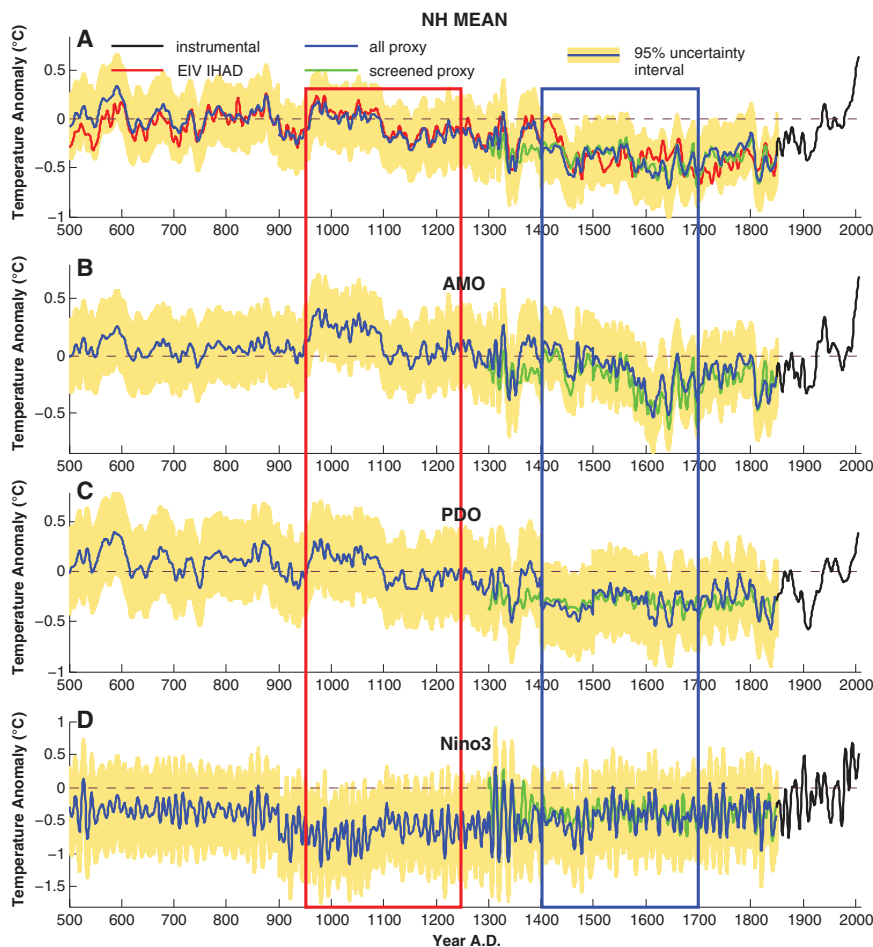 NH MEAN
A
instrumental
all proxy
95% uncertainty
interval
EIV IHAD
screened proxy
Temperature Anomaly (°C)
0.5
0
−0.5
−1
500 600 700 800 900 1000 1100 1200 1300 1400 1500 1600 1700 1800 1900 2000
B
AMO
Temperature Anomaly (°C)
0.5
0
−0.5
500 600 700 800 900 1000 1100 1200 1300 1400 1500 1600 1700 1800 1900 2000
C
PDO
Temperature Anomaly (°C)
0.5
0
−0.5
−1
500 600 700 800 900 1000 1100 1200 1300 1400 1500 1600 1700 1800 1900 2000
D
Nino3
Temperature Anomaly (°C)
1
0.5
0
−0.5
−1
−1.5
500 600 700 800 900 1000 1100 1200 1300 1400 1500 1600 1700 1800 1900 2000
Year A.D.